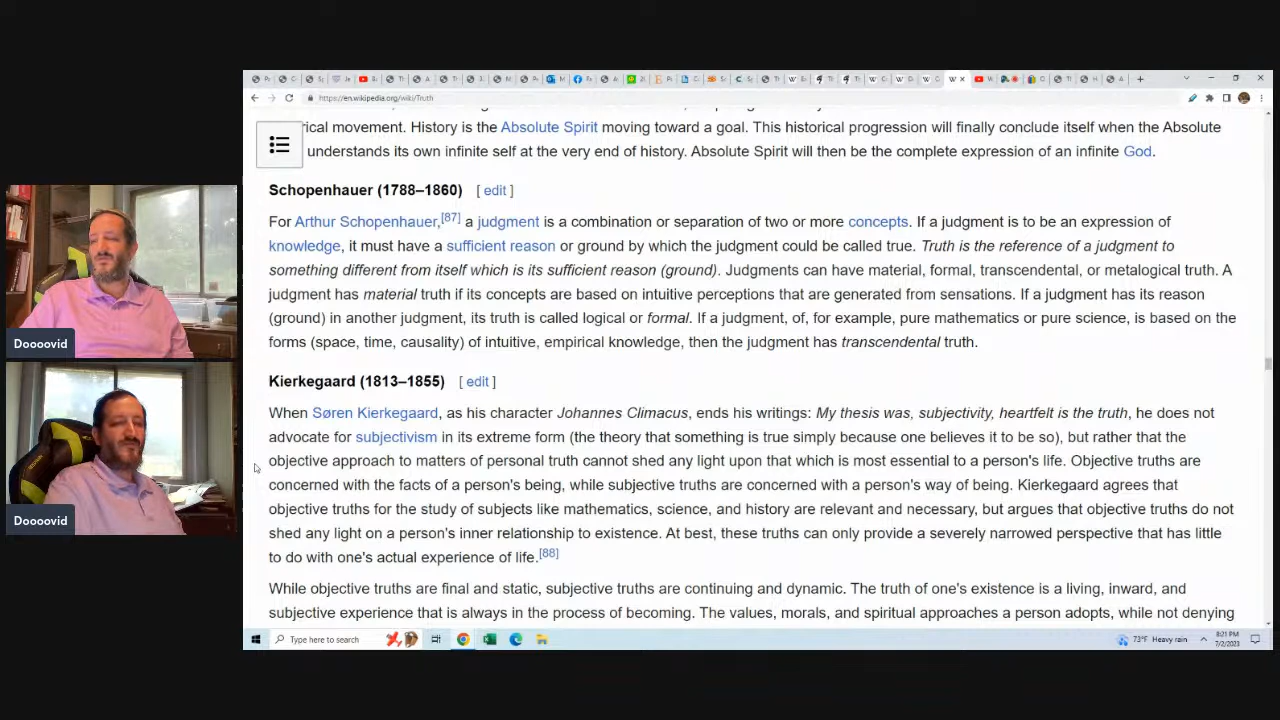 https://en.wikipedia.org/wiki/Truth
rical movement. History is the Absolute Spirit moving toward a goal. This historical progression will finally conclude itself when the Absolute
understands its own infinite self at the very end of history. Absolute Spirit will then be the complete expression of an infinite God.
Schopenhauer (1788–1860) [ edit ]
For Arthur Schopenhauer,[87] a judgment is a combination or separation of two or more concepts. If a judgment is to be an expression of
knowledge, it must have a sufficient reason or ground by which the judgment could be called true. Truth is the reference of a judgment to
something different from itself which is its sufficient reason (ground). Judgments can have material, formal, transcendental, or metalogical truth. A
judgment has material truth if its concepts are based on intuitive perceptions that are generated from sensations. If a judgment has its reason
(ground) in another judgment, its truth is called logical or formal. If a judgment, of, for example, pure mathematics or pure science, is based on the
forms (space, time, causality) of intuitive, empirical knowledge, then the judgment has transcendental truth.
Kierkegaard (1813–1855) [ edit ]
When Søren Kierkegaard, as his character Johannes Climacus, ends his writings: My thesis was, subjectivity, heartfelt is the truth, he does not
advocate for subjectivism in its extreme form (the theory that something is true simply because one believes it to be so), but rather that the
objective approach to matters of personal truth cannot shed any light upon that which is most essential to a person's life. Objective truths are
concerned with the facts of a person's being, while subjective truths are concerned with a person's way of being. Kierkegaard agrees that
objective truths for the study of subjects like mathematics, science, and history are relevant and necessary, but argues that objective truths do not
shed any light on a person's inner relationship to existence. At best, these truths can only provide a severely narrowed perspective that has little
to do with one's actual experience of life.[88]
While objective truths are final and static, subjective truths are continuing and dynamic. The truth of one's existence is a living, inward, and
subjective experience that is always in the process of becoming. The values, morals, and spiritual approaches a person adopts, while not denying
Doooovid
Doooovid
Type here to search
73°F Heavy rain
8:21 PM
7/2/2023